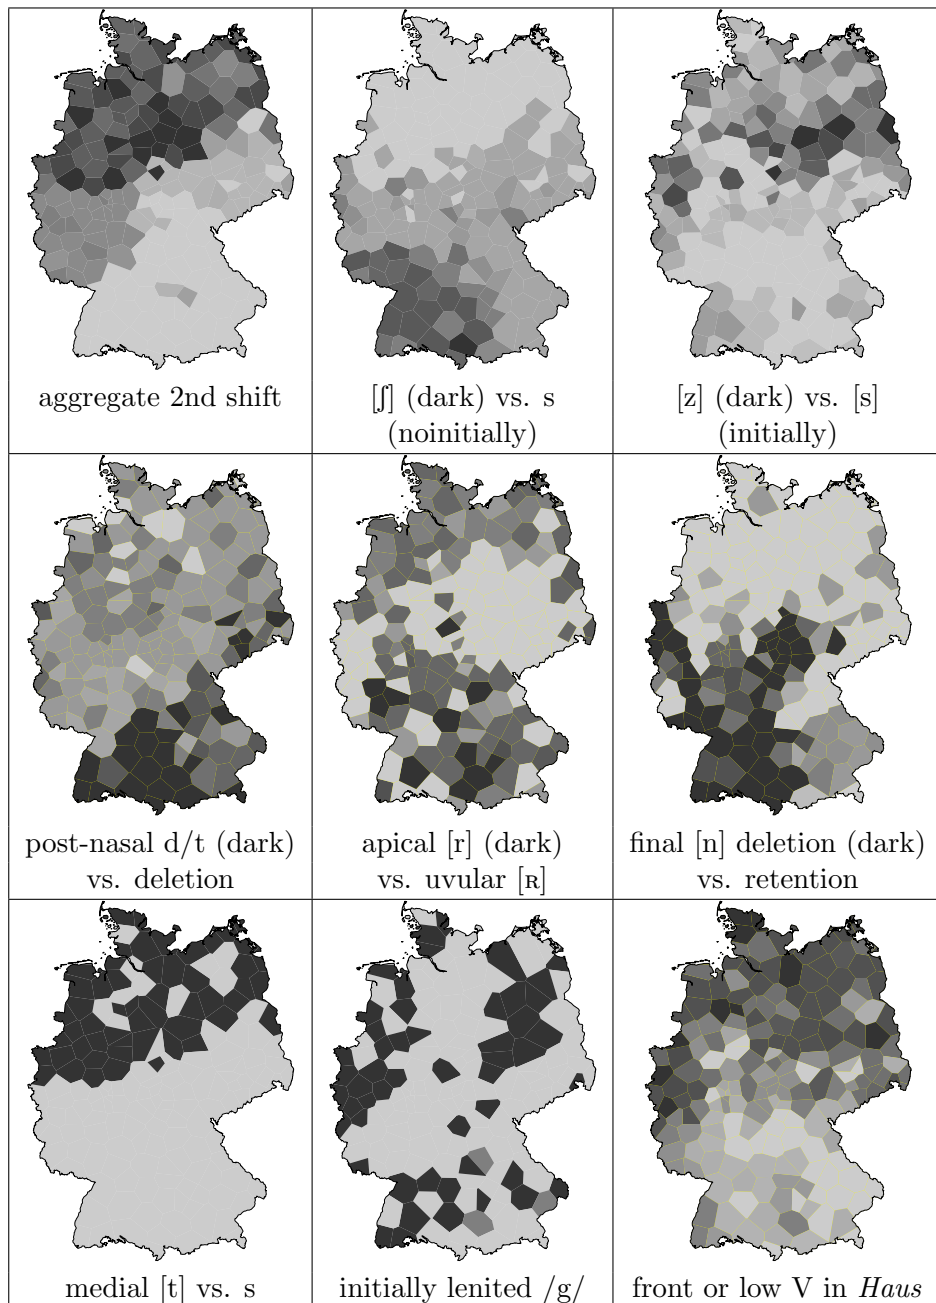 aggregate 2nd shift
[ʃ] (dark) vs. s
(noinitially)
[z] (dark) vs. [s]
(initially)
post-nasal d/t (dark)
vs. deletion
apical [r] (dark)
vs. uvular [ʀ]
final [n] deletion (dark)
vs. retention
medial [t] vs. s
initially lenited /g/
front or low V in Haus